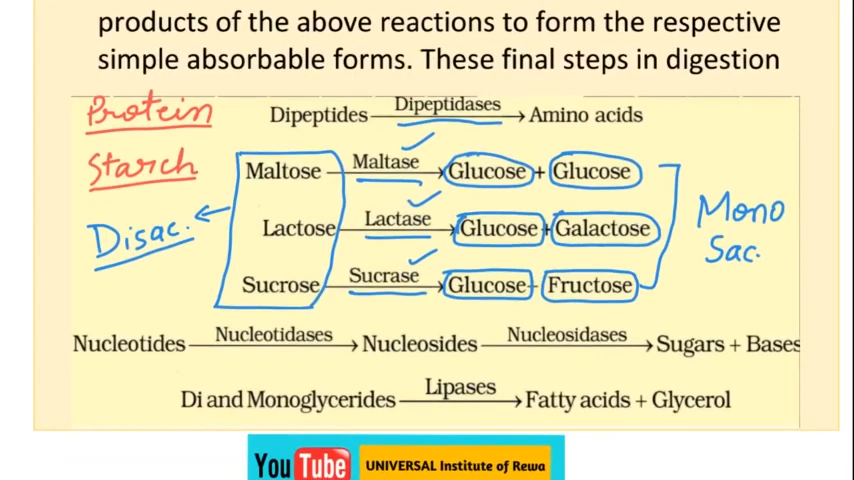 products of the above reactions to form the respective
simple absorbable forms. These final steps in digestion
Protein Dipeptides Dipeptidases Amino acids
Starch Maltose Maltase Glucose + Glucose
Disac. Lactose Lactase Glucose + Galactose Mono Sac.
Sucrose Sucrase Glucose + Fructose
Nucleotides Nucleotidases Nucleosides Nucleosidases Sugars + Bases
Di and Monoglycerides Lipases Fatty acids + Glycerol
YouTube UNIVERSAL Institute of Rewa